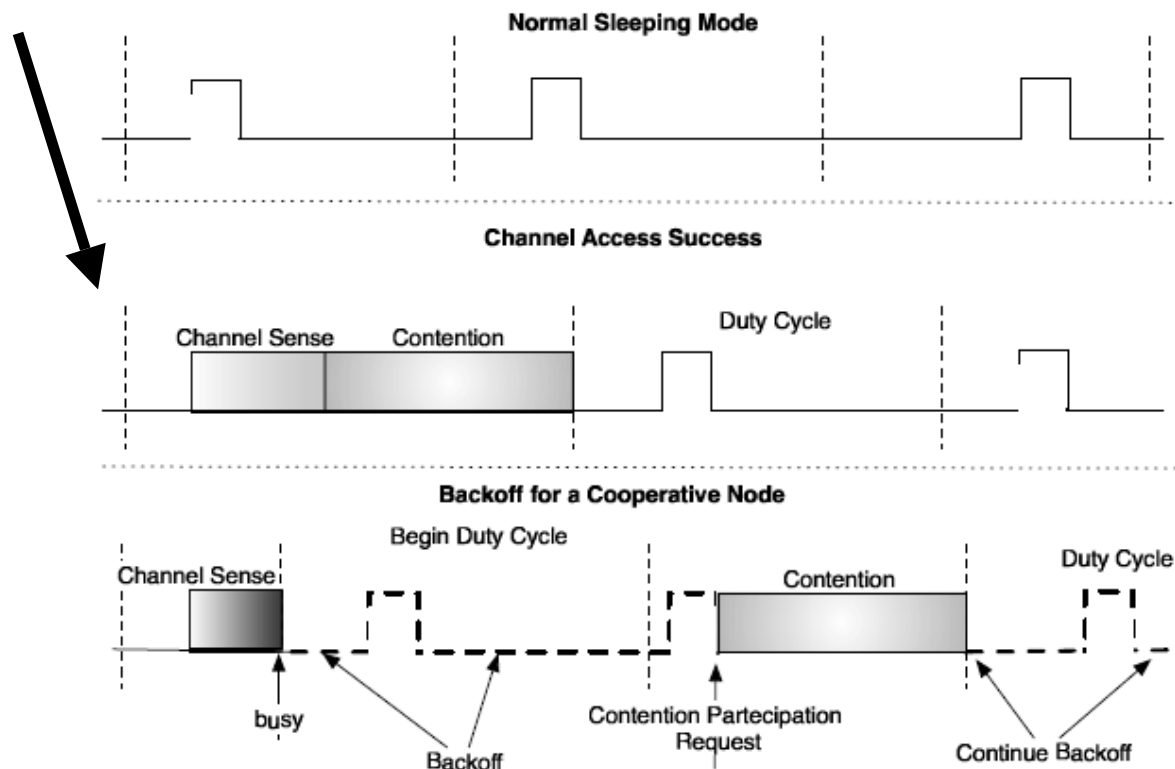 Normal Sleeping Mode
Channel Access Success
Channel Sense
Contention
Duty Cycle
Backoff for a Cooperative Node
Begin Duty Cycle
Duty Cycle
Channel Sense
Contention
busy
Backoff
Contention Partecipation
Request
Continue Backoff